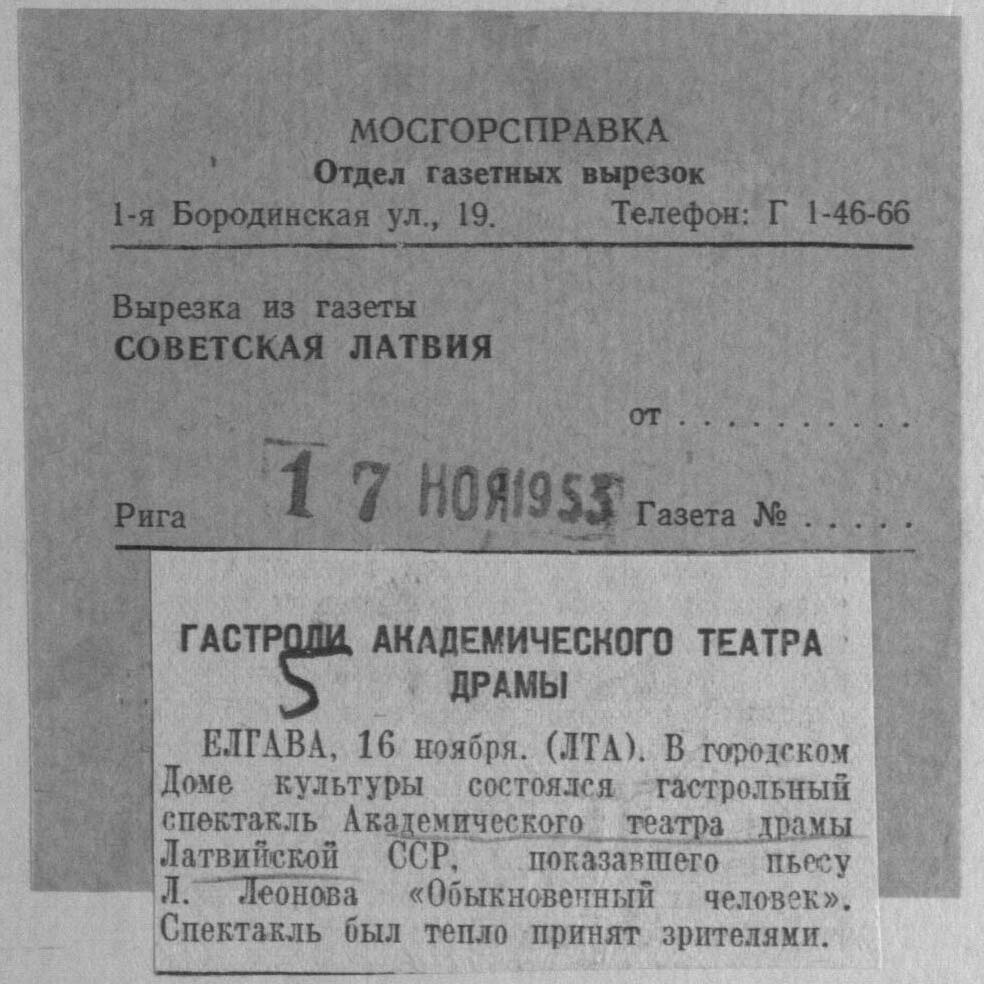 МОСГОРСПРАВКА
Отдел газетных вырезок
1-я Бородинская ул., 19. Телефон: Г 1-46-66
Вырезка из газеты
СОВЕТСКАЯ ЛАТВИЯ
от . . . . . . . . . .
Рига 17 НОЯ 1953 Газета № . . . . .
ГАСТРОЛИ АКАДЕМИЧЕСКОГО ТЕАТРА
5 ДРАМЫ
ЕЛГАВА, 16 ноября. (ЛТА). В городском
Доме культуры состоялся гастрольный
спектакль Академического театра драмы
Латвийской ССР, показавшего пьесу
Л. Леонова «Обыкновенный человек».
Спектакль был тепло принят зрителями.